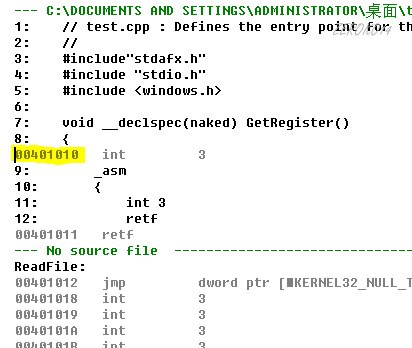 --- C:\DOCUMENTS AND SETTINGS\ADMINISTRATOR\桌面\t
1: // test.cpp : Defines the entry point for th
2: //
3: #include"stdafx.h"
4: #include "stdio.h"
5: #include <windows.h>
6:
7: void __declspec(naked) GetRegister()
8: {
00401010 int 3
9: _asm
10: {
11: int 3
12: retf
00401011 retf
--- No source file ---
ReadFile:
00401012 jmp dword ptr [KERNEL32_NULL_T
00401018 int 3
00401019 int 3
0040101A int 3
0040101B int 3